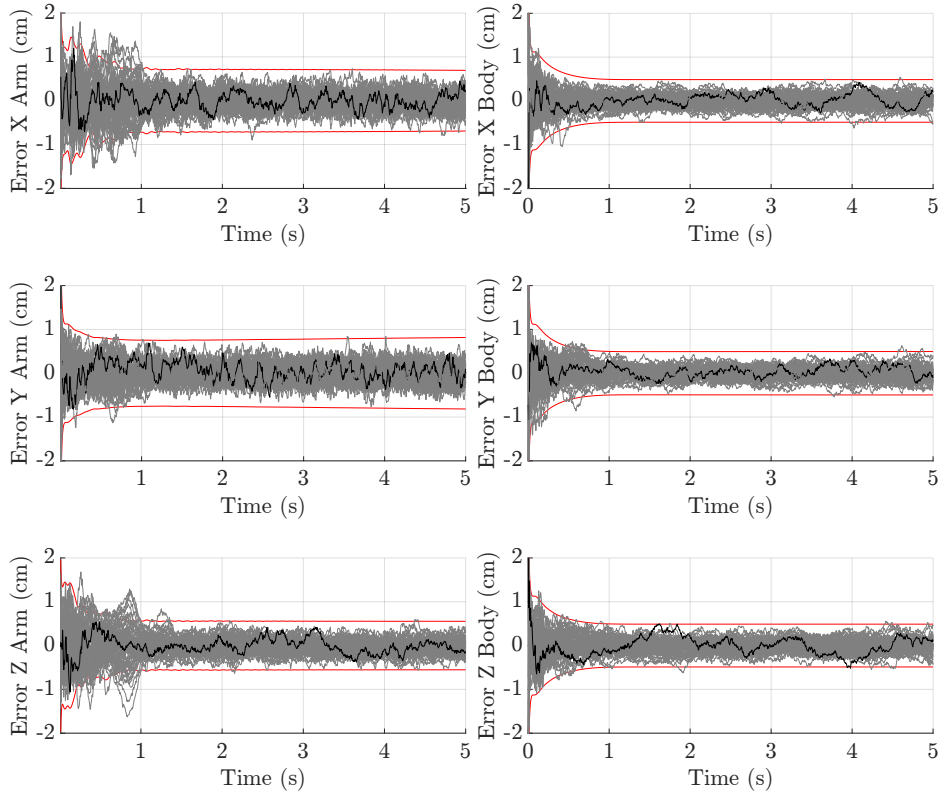 Error X Arm (cm)
2
1
0
-1
-2
1 2 3 4 5
Time (s)
Error X Body (cm)
2
1
0
-1
-2
0 1 2 3 4 5
Time (s)
Error Y Arm (cm)
2
1
0
-1
-2
1 2 3 4 5
Time (s)
Error Y Body (cm)
2
1
0
-1
-2
0 1 2 3 4 5
Time (s)
Error Z Arm (cm)
2
1
0
-1
-2
1 2 3 4 5
Time (s)
Error Z Body (cm)
2
1
0
-1
-2
0 1 2 3 4 5
Time (s)